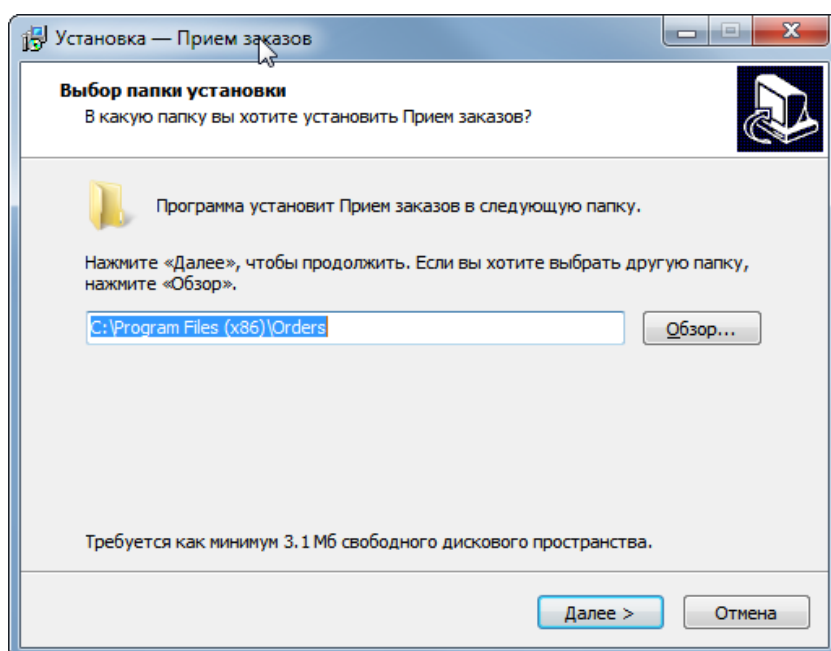 Установка — Прием заказов
Выбор папки установки
В какую папку вы хотите установить Прием заказов?
Программа установит Прием заказов в следующую папку.
Нажмите «Далее», чтобы продолжить. Если вы хотите выбрать другую папку,
нажмите «Обзор».
C:\Program Files (x86)\Orders
Обзор...
Требуется как минимум 3.1 Мб свободного дискового пространства.
Далее >
Отмена